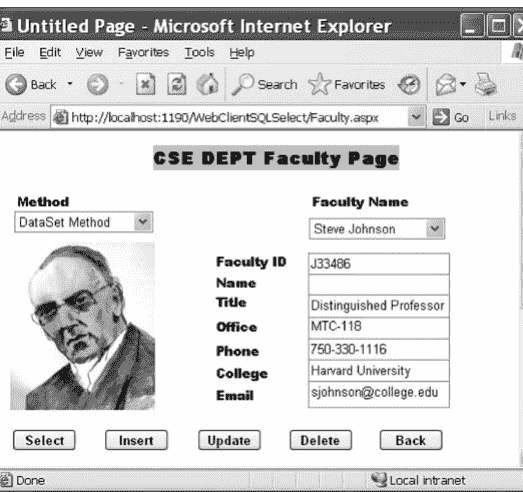 Untitled Page - Microsoft Internet Explorer
File Edit View Favorites Tools Help
Back Search Favorites
Address http://localhost:1190/WebClientSQLSelect/Faculty.aspx Go Links
CSE DEPT Faculty Page
Method Faculty Name
DataSet Method Steve Johnson
Faculty ID J33486
Name
Title Distinguished Professor
Office MTC-118
Phone 750-330-1116
College Harvard University
Email sjohnson@college.edu
Select Insert Update Delete Back
Done Local intranet